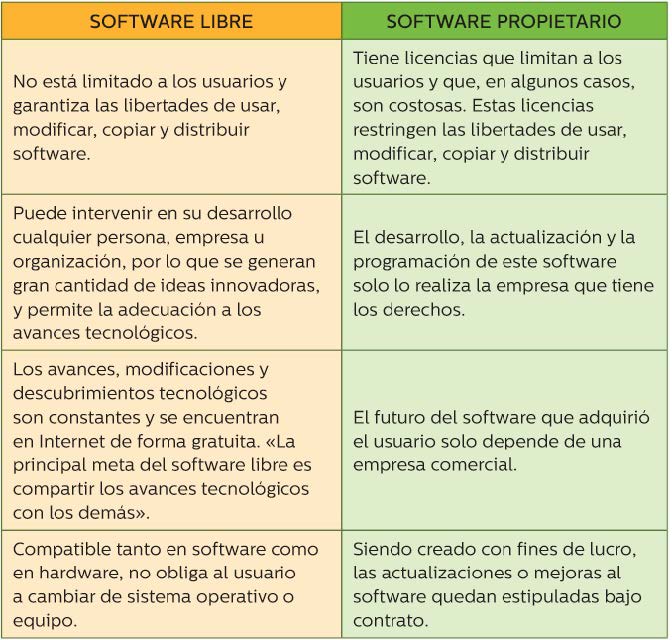 SOFTWARE LIBRE
SOFTWARE PROPIETARIO
No está limitado a los usuarios y
garantiza las libertades de usar,
modificar, copiar y distribuir
software.
Tiene licencias que limitan a los
usuarios y que, en algunos casos,
son costosas. Estas licencias
restringen las libertades de usar,
modificar, copiar y distribuir
software.
Puede intervenir en su desarrollo
cualquier persona, empresa u
organización, por lo que se generan
gran cantidad de ideas innovadoras,
y permite la adecuación a los
avances tecnológicos.
El desarrollo, la actualización y la
programación de este software
solo lo realiza la empresa que tiene
los derechos.
Los avances, modificaciones y
descubrimientos tecnológicos
son constantes y se encuentran
en Internet de forma gratuita. «La
principal meta del software libre es
compartir los avances tecnológicos
con los demás».
El futuro del software que adquirió
el usuario solo depende de una
empresa comercial.
Compatible tanto en software como
en hardware, no obliga al usuario
a cambiar de sistema operativo o
equipo.
Siendo creado con fines de lucro,
las actualizaciones o mejoras al
software quedan estipuladas bajo
contrato.